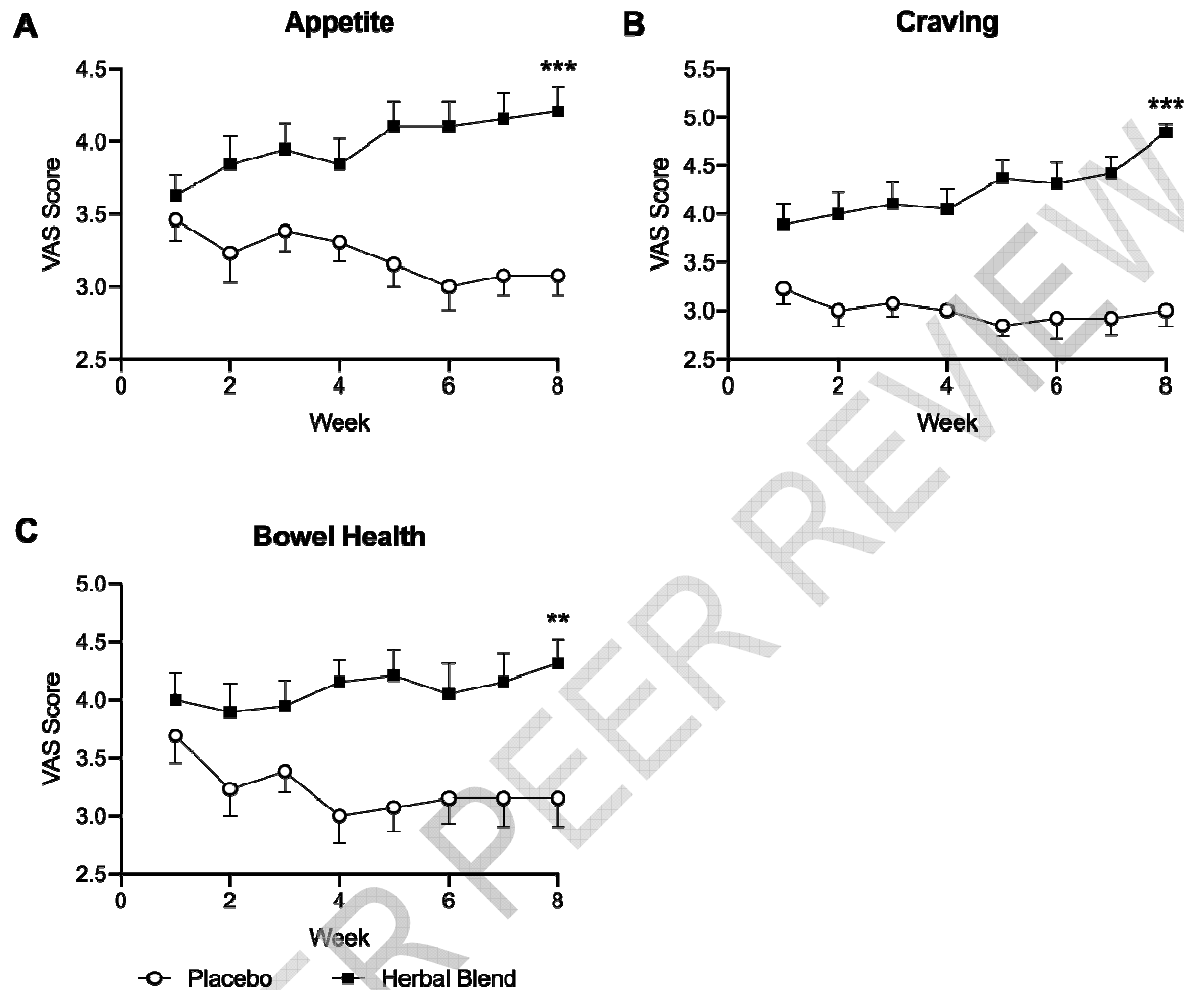 A
Appetite
4.5
4.0
3.5
3.0
2.5
VAS Score
***
0 2 4 6 8
Week
B
Craving
5.5
5.0
4.5
4.0
3.5
3.0
2.5
VAS Score
***
0 2 4 6 8
Week
C
Bowel Health
5.0
4.5
4.0
3.5
3.0
2.5
VAS Score
**
0 2 4 6 8
Week
Placebo Herbal Blend
ER PEER REVIEW